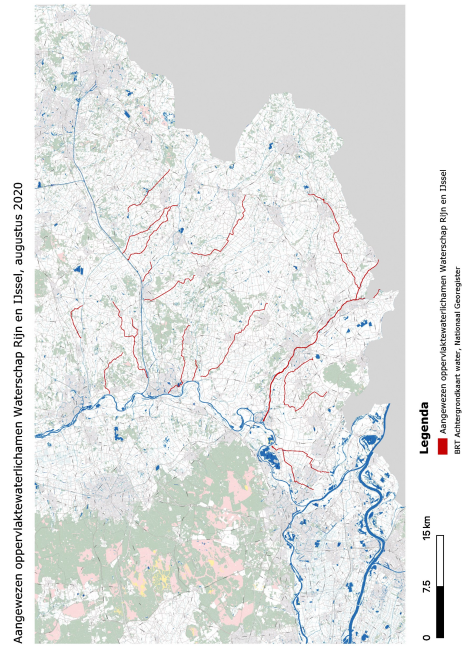 Aangewezen oppervlaktewaterlichamen Waterschap Rijn en IJssel, augustus 2020
Legenda
Aangewezen oppervlaktewaterlichamen Waterschap Rijn en IJssel
BRT Achtergrondkaart water, Nationaal Georegister
0 7.5 15 km